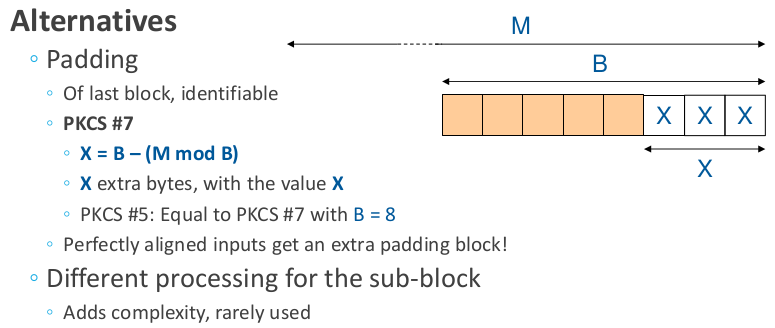 Alternatives
◦ Padding
◦ Of last block, identifiable
◦ PKCS #7
◦ X = B – (M mod B)
◦ X extra bytes, with the value X
◦ PKCS #5: Equal to PKCS #7 with B = 8
◦ Perfectly aligned inputs get an extra padding block!
◦ Different processing for the sub-block
◦ Adds complexity, rarely used
M
B
X X X
X